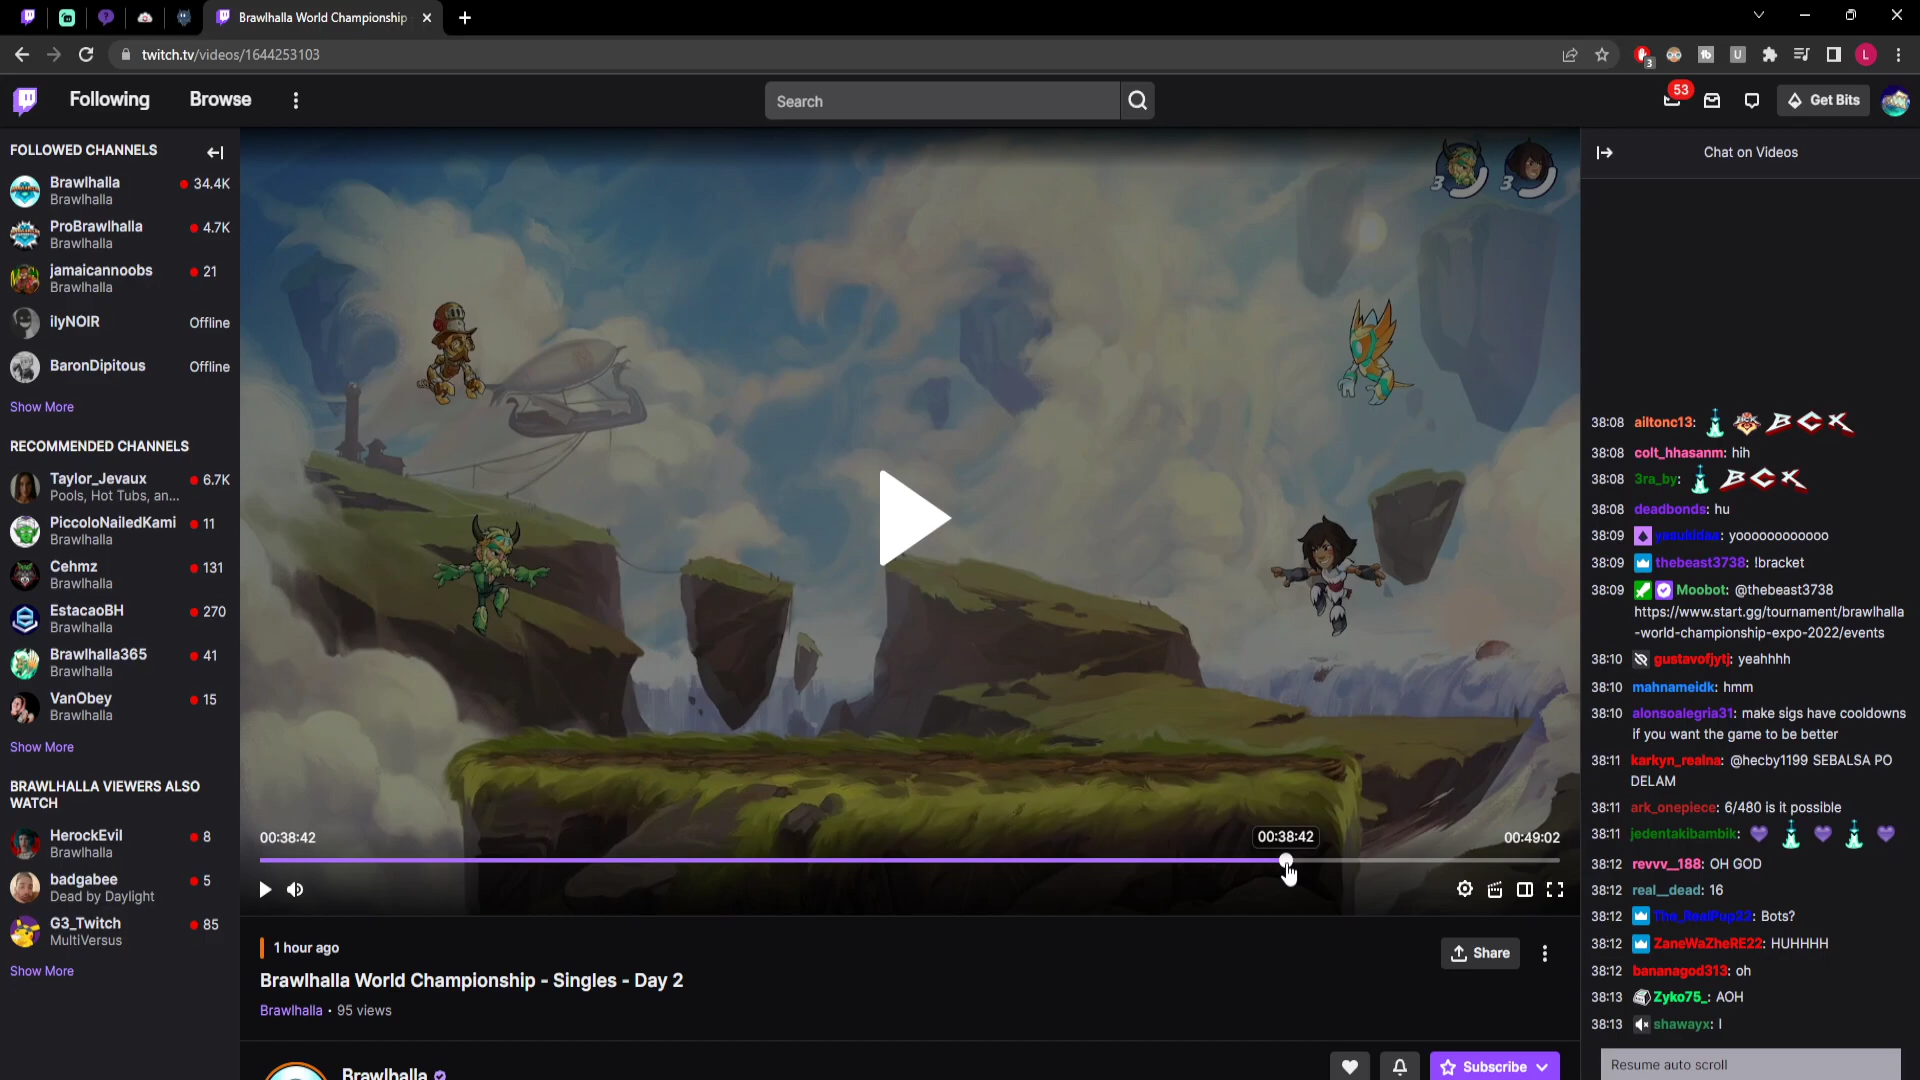 Brawlhalla World Championship
twitch.tv/videos/1644253103
3
L
Following
Browse
Search
53
Get Bits
FOLLOWED CHANNELS
Brawlhalla 34.4K
Brawlhalla
ProBrawlhalla 4.7K
Brawlhalla
jamaicannoobs 21
Brawlhalla
ilyNOIR Offline
BaronDipitous Offline
Show More
RECOMMENDED CHANNELS
Taylor_Jevaux 6.7K
Pools, Hot Tubs, an...
PiccoloNailedKami 11
Brawlhalla
Cehmz 131
Brawlhalla
EstacaoBH 270
Brawlhalla
Brawlhalla365 41
Brawlhalla
VanObey 15
Brawlhalla
Show More
BRAWLHALLA VIEWERS ALSO
WATCH
HerockEvil 8
Brawlhalla
badgabee 5
Dead by Daylight
G3_Twitch 85
MultiVersus
Show More
3 3
00:38:42 00:38:42 00:49:02
1 hour ago
Share
Brawlhalla World Championship - Singles - Day 2
Brawlhalla • 95 views
Brawlhalla
Subscribe
Chat on Videos
38:08 ailtonc13: BCK
38:08 colt_hhasanm: hih
38:08 3ra_by: BCK
38:08 deadbonds: hu
38:09 : yoooooooooooo
38:09 thebeast3738: !bracket
38:09 Moobot: @thebeast3738
https://www.start.gg/tournament/brawlhalla
-world-championship-expo-2022/events
38:10 gustavofjytj: yeahhhh
38:10 mahnameidk: hmm
38:10 alonsoalegria31: make sigs have cooldowns
if you want the game to be better
38:11 karkyn_realna: @hecby1199 SEBALSA PO
DELAM
38:11 ark_onepiece: 6/480 is it possible
38:11 jedentakibambik:
38:12 revvv__188: OH GOD
38:12 real__dead: 16
38:12 The_RealPup22: Bots?
38:12 ZaneWaZheRE22: HUHHHH
38:12 bananagod313: oh
38:13 Zyko75_: AOH
38:13 shawayx: I
Resume auto scroll